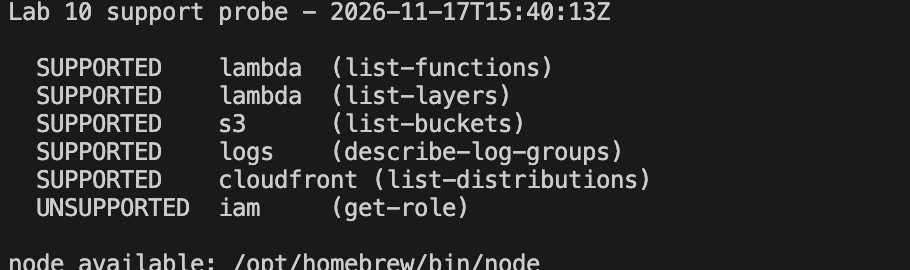 Lab 10 support probe - 2026-11-17T15:40:13Z
SUPPORTED lambda (list-functions)
SUPPORTED lambda (list-layers)
SUPPORTED s3 (list-buckets)
SUPPORTED logs (describe-log-groups)
SUPPORTED cloudfront (list-distributions)
UNSUPPORTED iam (get-role)
node available: /opt/homebrew/bin/node